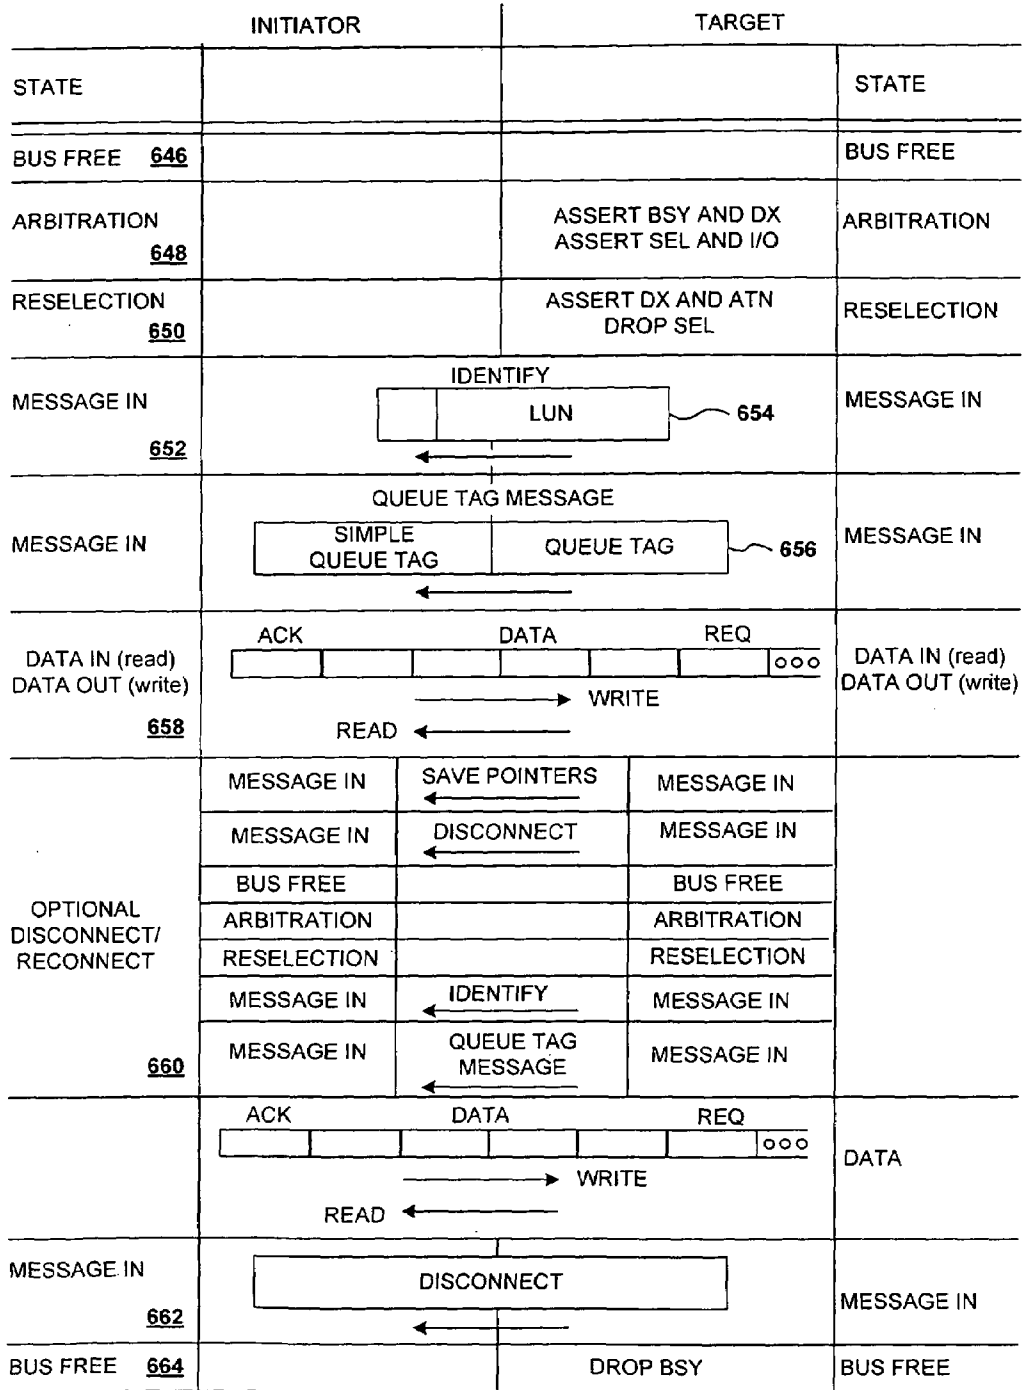 INITIATOR TARGET
STATE STATE
BUS FREE 646 BUS FREE
ARBITRATION 648 ASSERT BSY AND DX
ASSERT SEL AND I/O ARBITRATION
RESELECTION 650 ASSERT DX AND ATN
DROP SEL RESELECTION
IDENTIFY
MESSAGE IN LUN 654 MESSAGE IN
652
QUEUE TAG MESSAGE
MESSAGE IN SIMPLE
QUEUE TAG QUEUE TAG 656 MESSAGE IN
ACK DATA REQ
DATA IN (read)
DATA OUT (write)
658
ooo
DATA IN (read)
DATA OUT (write)
WRITE
READ
OPTIONAL
DISCONNECT/
RECONNECT
660
MESSAGE IN SAVE POINTERS MESSAGE IN
MESSAGE IN DISCONNECT MESSAGE IN
BUS FREE BUS FREE
ARBITRATION ARBITRATION
RESELECTION RESELECTION
MESSAGE IN IDENTIFY MESSAGE IN
MESSAGE IN QUEUE TAG
MESSAGE MESSAGE IN
ACK DATA REQ
ooo
DATA
WRITE
READ
MESSAGE IN
662
DISCONNECT
MESSAGE IN
BUS FREE 664 DROP BSY BUS FREE